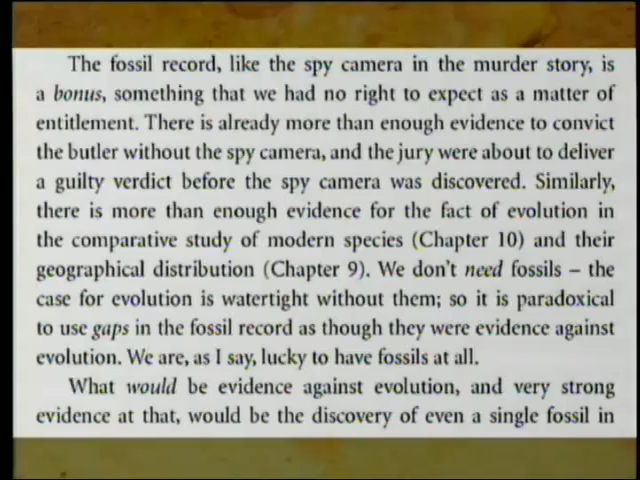 The fossil record, like the spy camera in the murder story, is
a bonus, something that we had no right to expect as a matter of
entitlement. There is already more than enough evidence to convict
the butler without the spy camera, and the jury were about to deliver
a guilty verdict before the spy camera was discovered. Similarly,
there is more than enough evidence for the fact of evolution in
the comparative study of modern species (Chapter 10) and their
geographical distribution (Chapter 9). We don't need fossils – the
case for evolution is watertight without them; so it is paradoxical
to use gaps in the fossil record as though they were evidence against
evolution. We are, as I say, lucky to have fossils at all.
What would be evidence against evolution, and very strong
evidence at that, would be the discovery of even a single fossil in